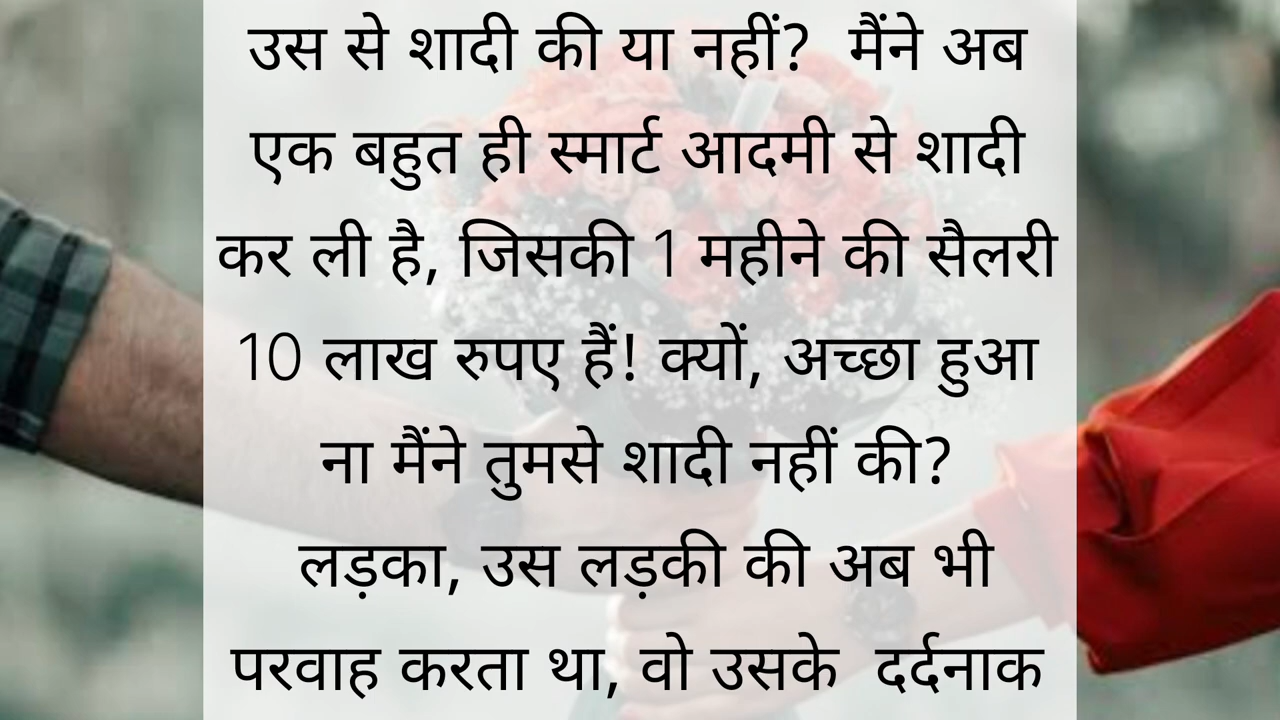 उस से शादी की या नहीं?  मैंने अब
एक बहुत ही स्मार्ट आदमी से शादी
कर ली है, जिसकी 1 महीने की सैलरी
10 लाख रुपए हैं! क्यों, अच्छा हुआ
ना मैंने तुमसे शादी नहीं की?
लड़का, उस लड़की की अब भी
परवाह करता था, वो उसके  दर्दनाक